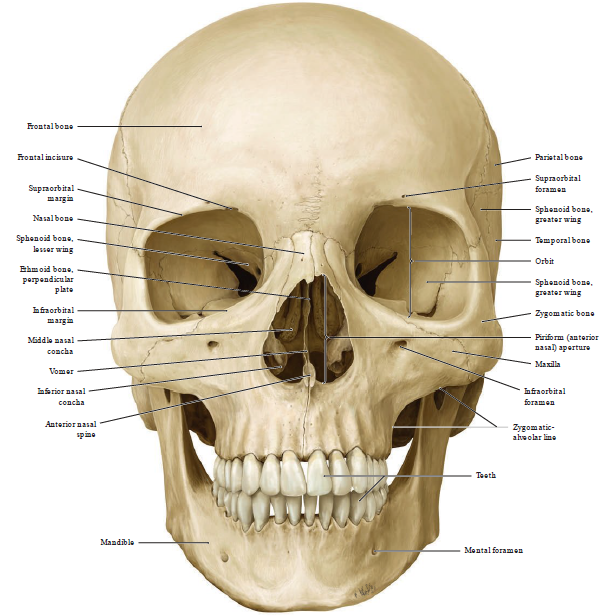 Frontal bone
Frontal incisure
Supraorbital
margin
Nasal bone
Sphenoid bone,
lesser wing
Ethmoid bone,
perpendicular
plate
Infraorbital
margin
Middle nasal
concha
Vomer
Inferior nasal
concha
Anterior nasal
spine
Mandible
Parietal bone
Supraorbital
foramen
Sphenoid bone,
greater wing
Temporal bone
Orbit
Sphenoid bone,
greater wing
Zygomatic bone
Piriform (anterior
nasal) aperture
Maxilla
Infraorbital
foramen
Zygomatic-
alveolar line
Teeth
Mental foramen